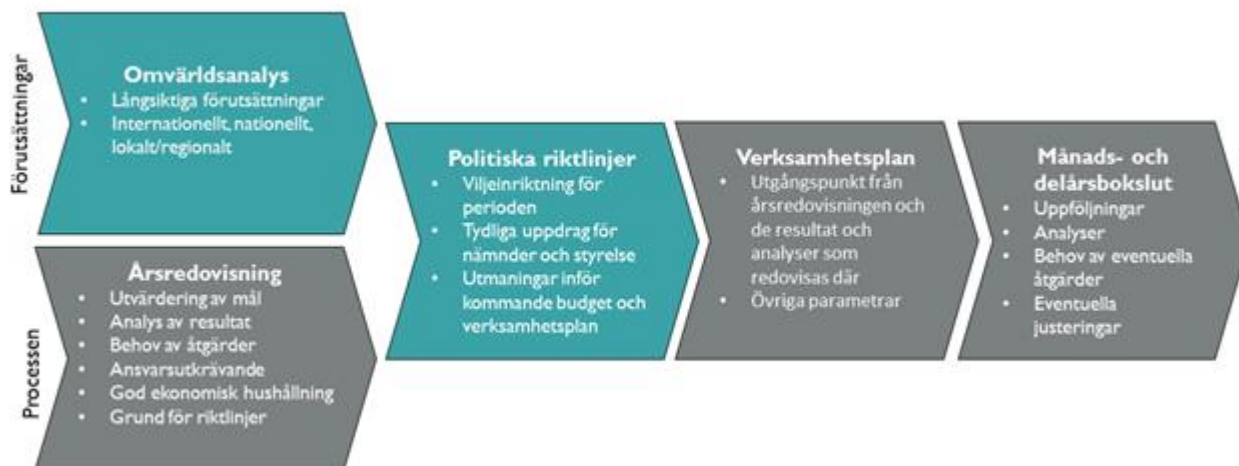 Förutsättningar
Omvärldsanalys
• Långsiktiga förutsättningar
• Internationellt, nationellt,
lokalt/regionalt
Processen
Årsredovisning
• Utvärdering av mål
• Analys av resultat
• Behov av åtgärder
• Ansvarsutkrävande
• God ekonomisk hushållning
• Grund för riktlinjer
Politiska riktlinjer
• Viljeinriktning för
perioden
• Tydliga uppdrag för
nämnder och styrelse
• Utmaningar inför
kommande budget och
verksamhetsplan
Verksamhetsplan
• Utgångspunkt från
årsredovisningen och
de resultat och
analyser som
redovisas där
• Övriga parametrar
Månads- och
delårsbokslut
• Uppföljningar
• Analyser
• Behov av eventuella
åtgärder
• Eventuella
justeringar